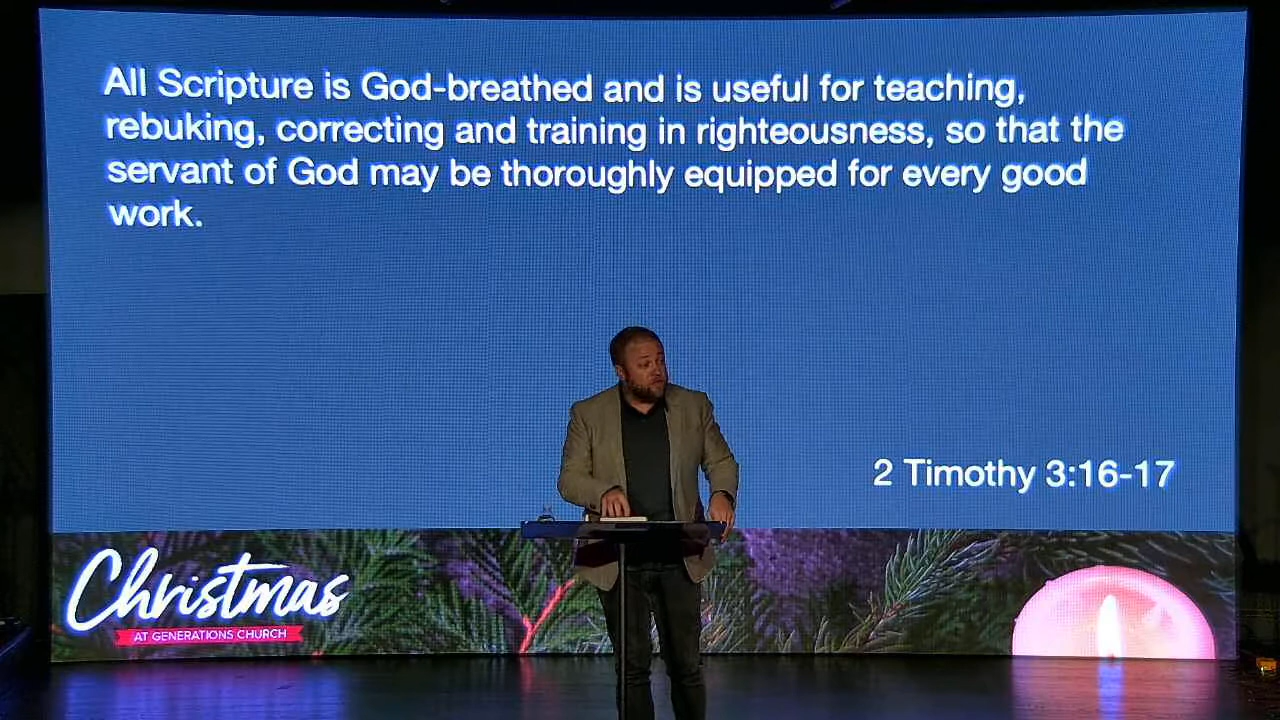 All Scripture is God-breathed and is useful for teaching,
rebuking, correcting and training in righteousness, so that the
servant of God may be thoroughly equipped for every good
work.
2 Timothy 3:16-17
Christmas
AT GENERATIONS CHURCH